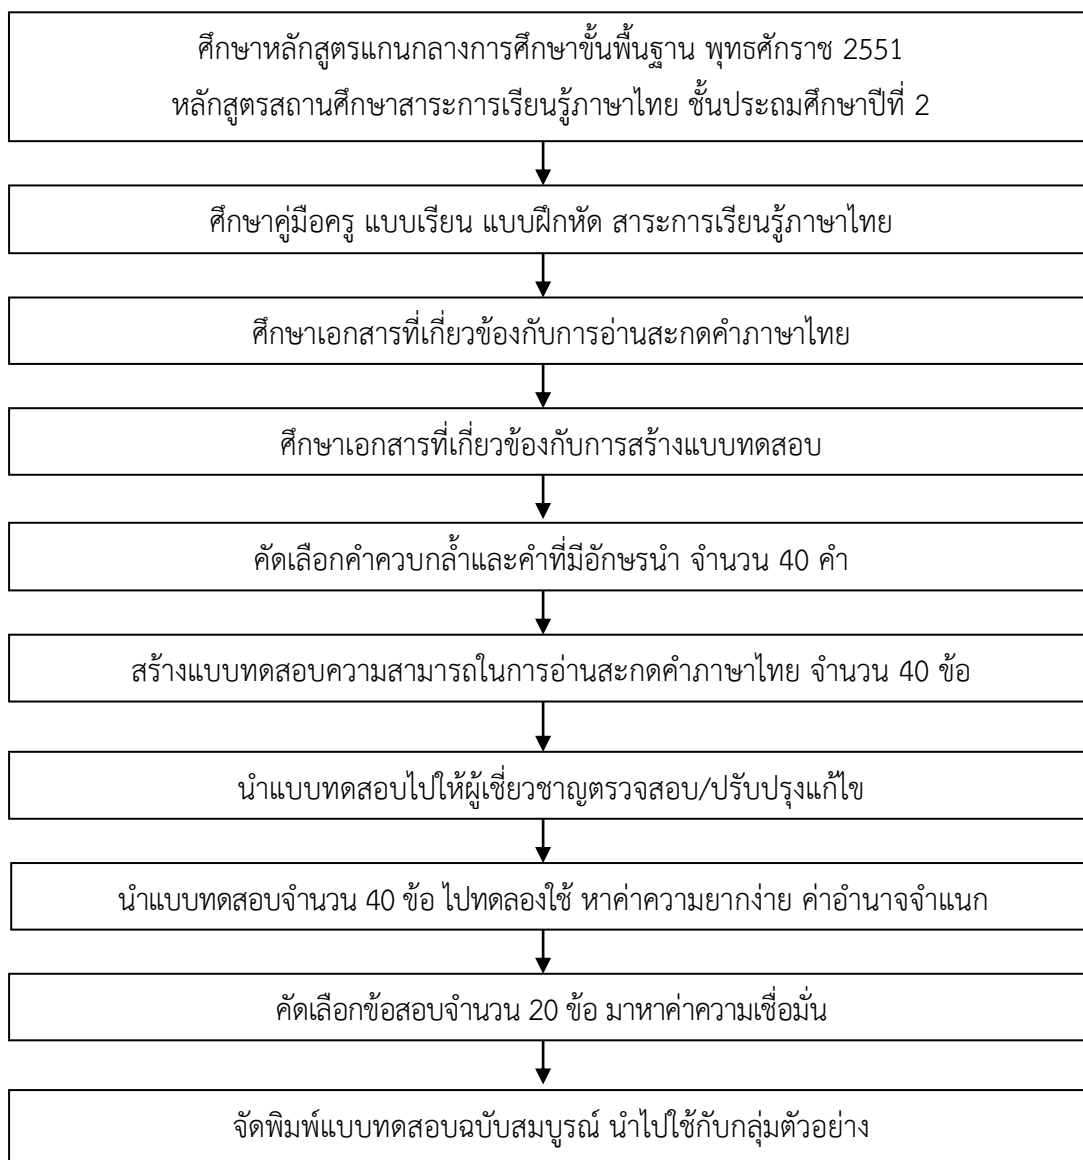 ศึกษาหลักสูตรแกนกลางการศึกษาขั้นพื้นฐาน พุทธศักราช 2551
หลักสูตรสถานศึกษาสาระการเรียนรู้ภาษาไทย ชั้นประถมศึกษาปีที่ 2
ศึกษาคู่มือครู แบบเรียน แบบฝึกหัด สาระการเรียนรู้ภาษาไทย
ศึกษาเอกสารที่เกี่ยวข้องกับการอ่านสะกดคำภาษาไทย
ศึกษาเอกสารที่เกี่ยวข้องกับการสร้างแบบทดสอบ
คัดเลือกคำควบกล้ำและคำที่มีอักษรนำ จำนวน 40 คำ
สร้างแบบทดสอบความสามารถในการอ่านสะกดคำภาษาไทย จำนวน 40 ข้อ
นำแบบทดสอบไปให้ผู้เชี่ยวชาญตรวจสอบ/ปรับปรุงแก้ไข
นำแบบทดสอบจำนวน 40 ข้อ ไปทดลองใช้ หาค่าความยากง่าย ค่าอำนาจจำแนก
คัดเลือกข้อสอบจำนวน 20 ข้อ มาหาค่าความเชื่อมั่น
จัดพิมพ์แบบทดสอบฉบับสมบูรณ์ นำไปใช้กับกลุ่มตัวอย่าง